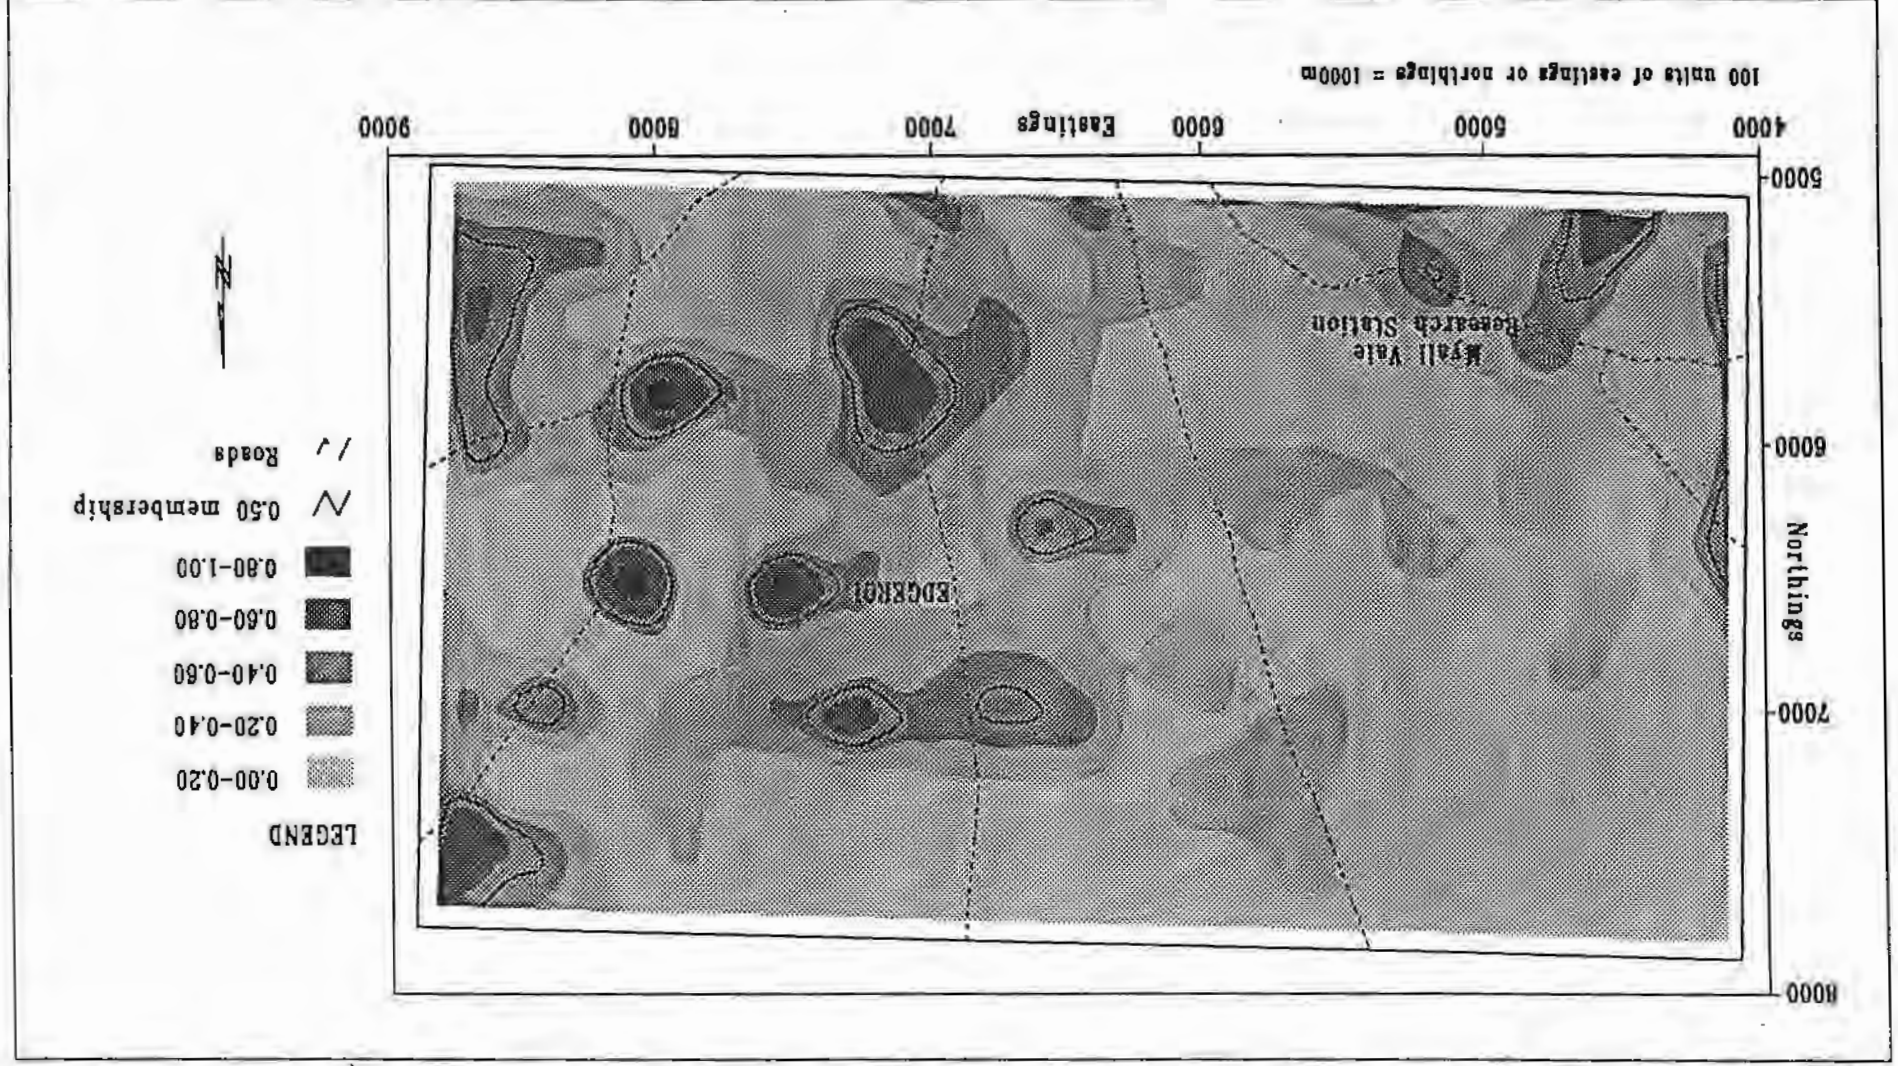 8000
7000
6000
5000
Northings
4000
5000
6000
7000
8000
9000
Eastings
100 units of eastings or northings = 1000m
EDGEROI
Myall Vale
Research Station
LEGEND
0.00-0.20
0.20-0.40
0.40-0.60
0.60-0.80
0.80-1.00
0.50 membership
Roads
N